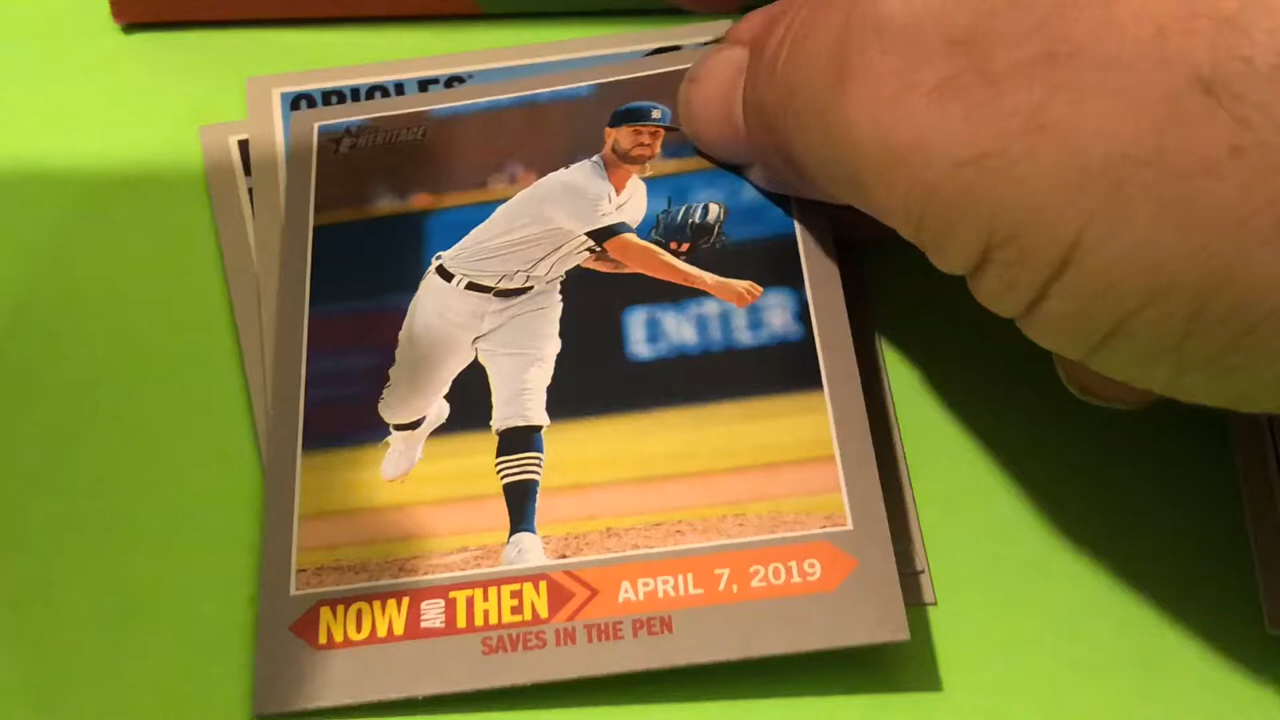 ORIOLES
HERITAGE
D
ENTER
NOW AND THEN
APRIL 7, 2019
SAVES IN THE PEN